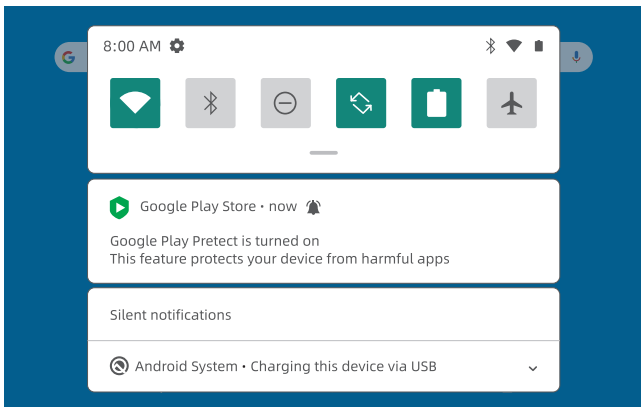 8:00 AM
G
Google Play Store • now
Google Play Pretect is turned on
This feature protects your device from harmful apps
Silent notifications
Android System • Charging this device via USB